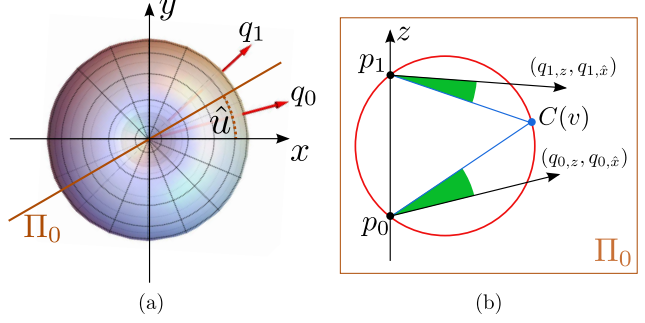 y
q₁
q₀
û
x
Π₀
(a)
z
p₁
(q₁,z, q₁,x̂)
C(v)
(q₀,z, q₀,x̂)
p₀
Π₀
(b)